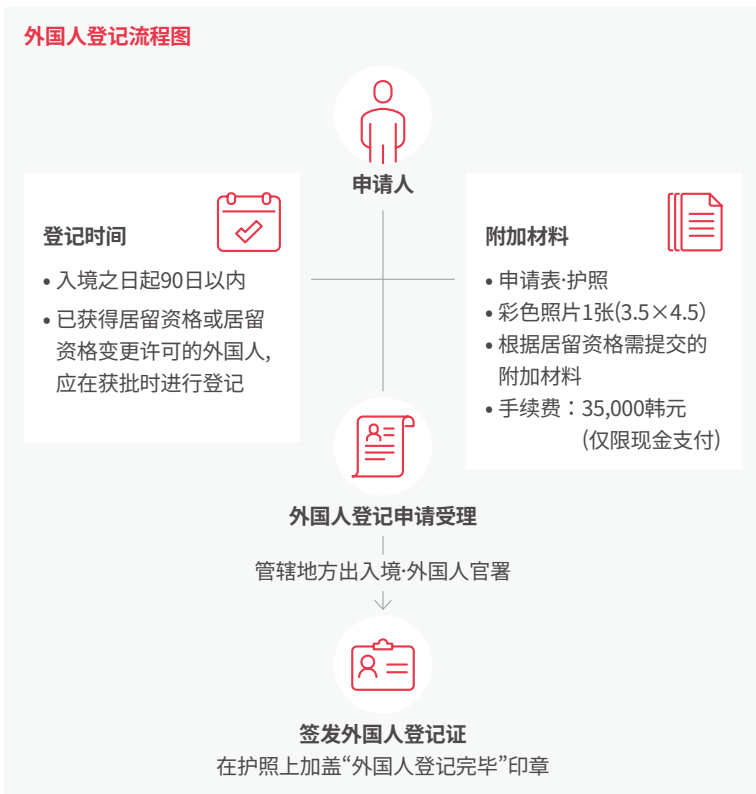 外国人登记流程图
申请人
登记时间
• 入境之日起90日以内
• 已获得居留资格或居留
资格变更许可的外国人,
应在获批时进行登记
附加材料
• 申请表·护照
• 彩色照片1张(3.5×4.5)
• 根据居留资格需提交的
附加材料
• 手续费：35,000韩元
(仅限现金支付)
外国人登记申请受理
管辖地方出入境·外国人官署
签发外国人登记证
在护照上加盖“外国人登记完毕”印章